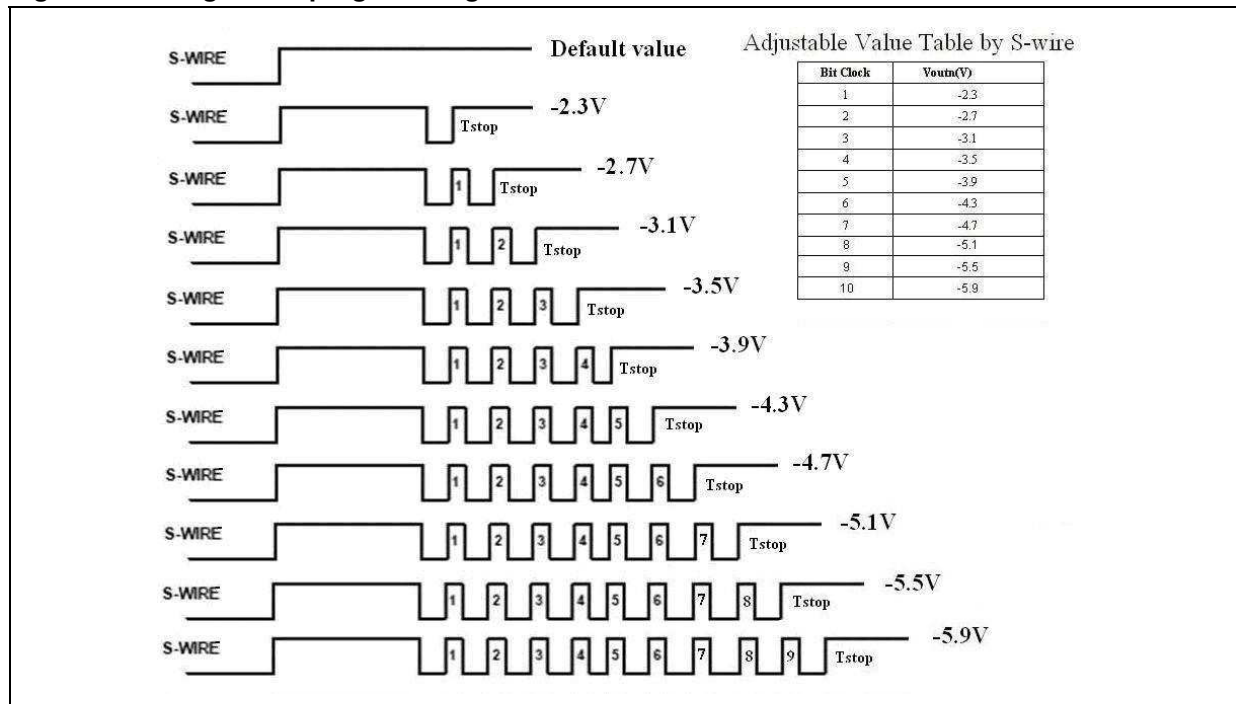 S-WIRE Default value
S-WIRE Tstop -2.3V
S-WIRE 1 Tstop -2.7V
S-WIRE 1 2 Tstop -3.1V
S-WIRE 1 2 3 Tstop -3.5V
S-WIRE 1 2 3 4 Tstop -3.9V
S-WIRE 1 2 3 4 5 Tstop -4.3V
S-WIRE 1 2 3 4 5 6 Tstop -4.7V
S-WIRE 1 2 3 4 5 6 7 Tstop -5.1V
S-WIRE 1 2 3 4 5 6 7 8 Tstop -5.5V
S-WIRE 1 2 3 4 5 6 7 8 9 Tstop -5.9V
Adjustable Value Table by S-wire
Bit Clock Voutn(V)
1 -2.3
2 -2.7
3 -3.1
4 -3.5
5 -3.9
6 -4.3
7 -4.7
8 -5.1
9 -5.5
10 -5.9